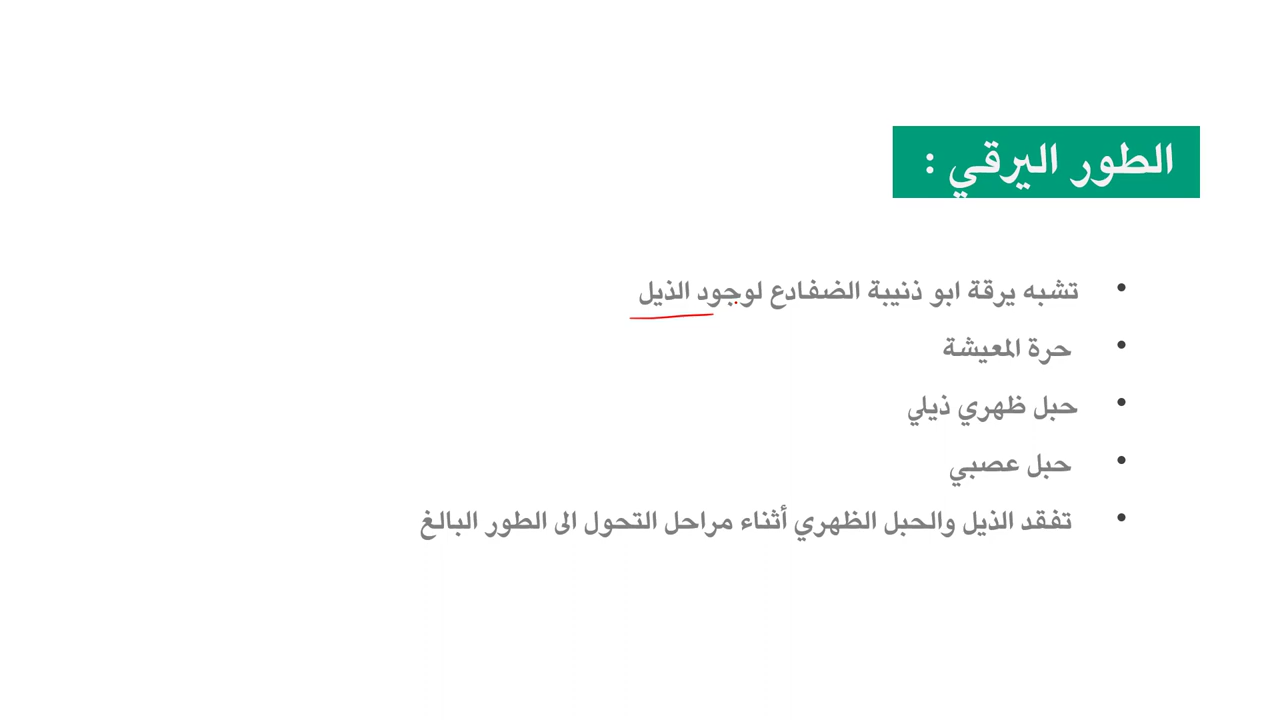 الطور اليرقي :
• تشبه يرقة ابو ذنيبة الضفادع لوجود الذيل
• حرة المعيشة
• حبل ظهري ذيلي
• حبل عصبي
• تفقد الذيل والحبل الظهري أثناء مراحل التحول الى الطور البالغ